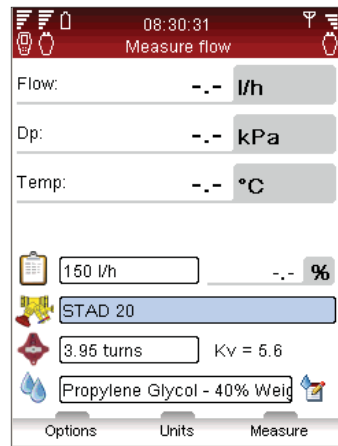 08:30:31
Measure flow
Flow: -.- l/h
Dp: -.- kPa
Temp: -.- °C
150 l/h -.- %
STAD 20
3.95 turns Kv = 5.6
Propylene Glycol - 40% Weig
Options Units Measure